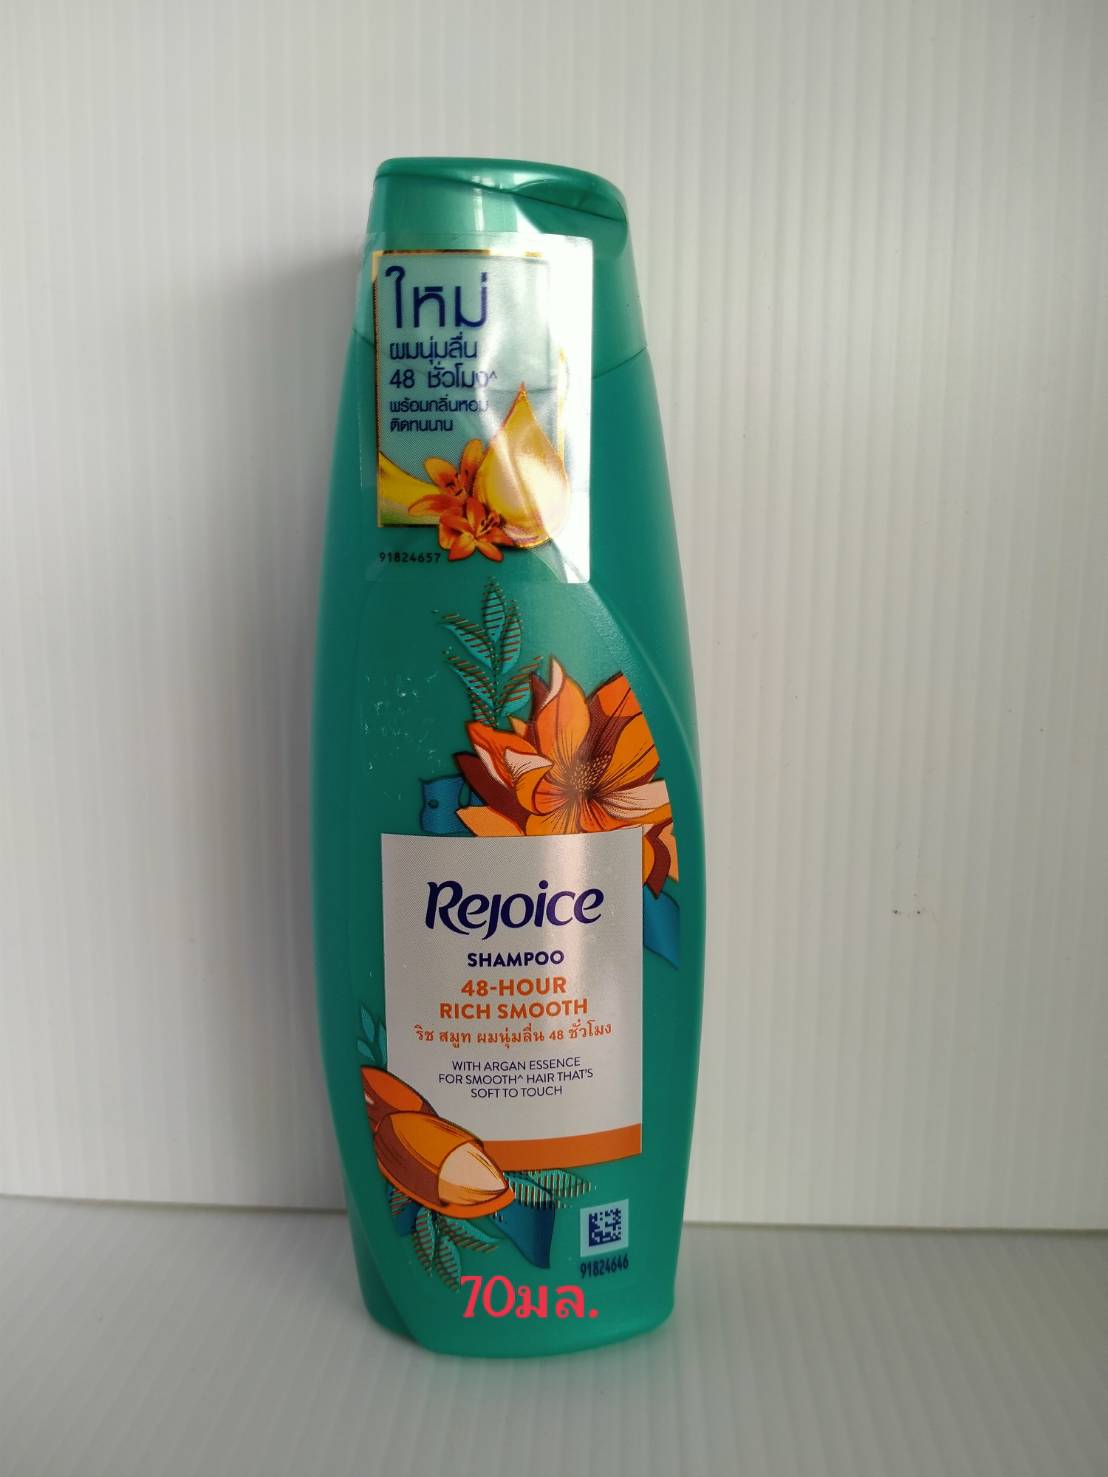 ใหม่
ผมนุ่มลื่น
48 ชั่วโมง^
พร้อมกลิ่นหอม
ติดทนนาน
91824657
Rejoice
SHAMPOO
48-HOUR
RICH SMOOTH
ริช สมูท ผมนุ่มลื่น 48 ชั่วโมง
WITH ARGAN ESSENCE
FOR SMOOTH^ HAIR THAT'S
SOFT TO TOUCH
91824646
70มล.